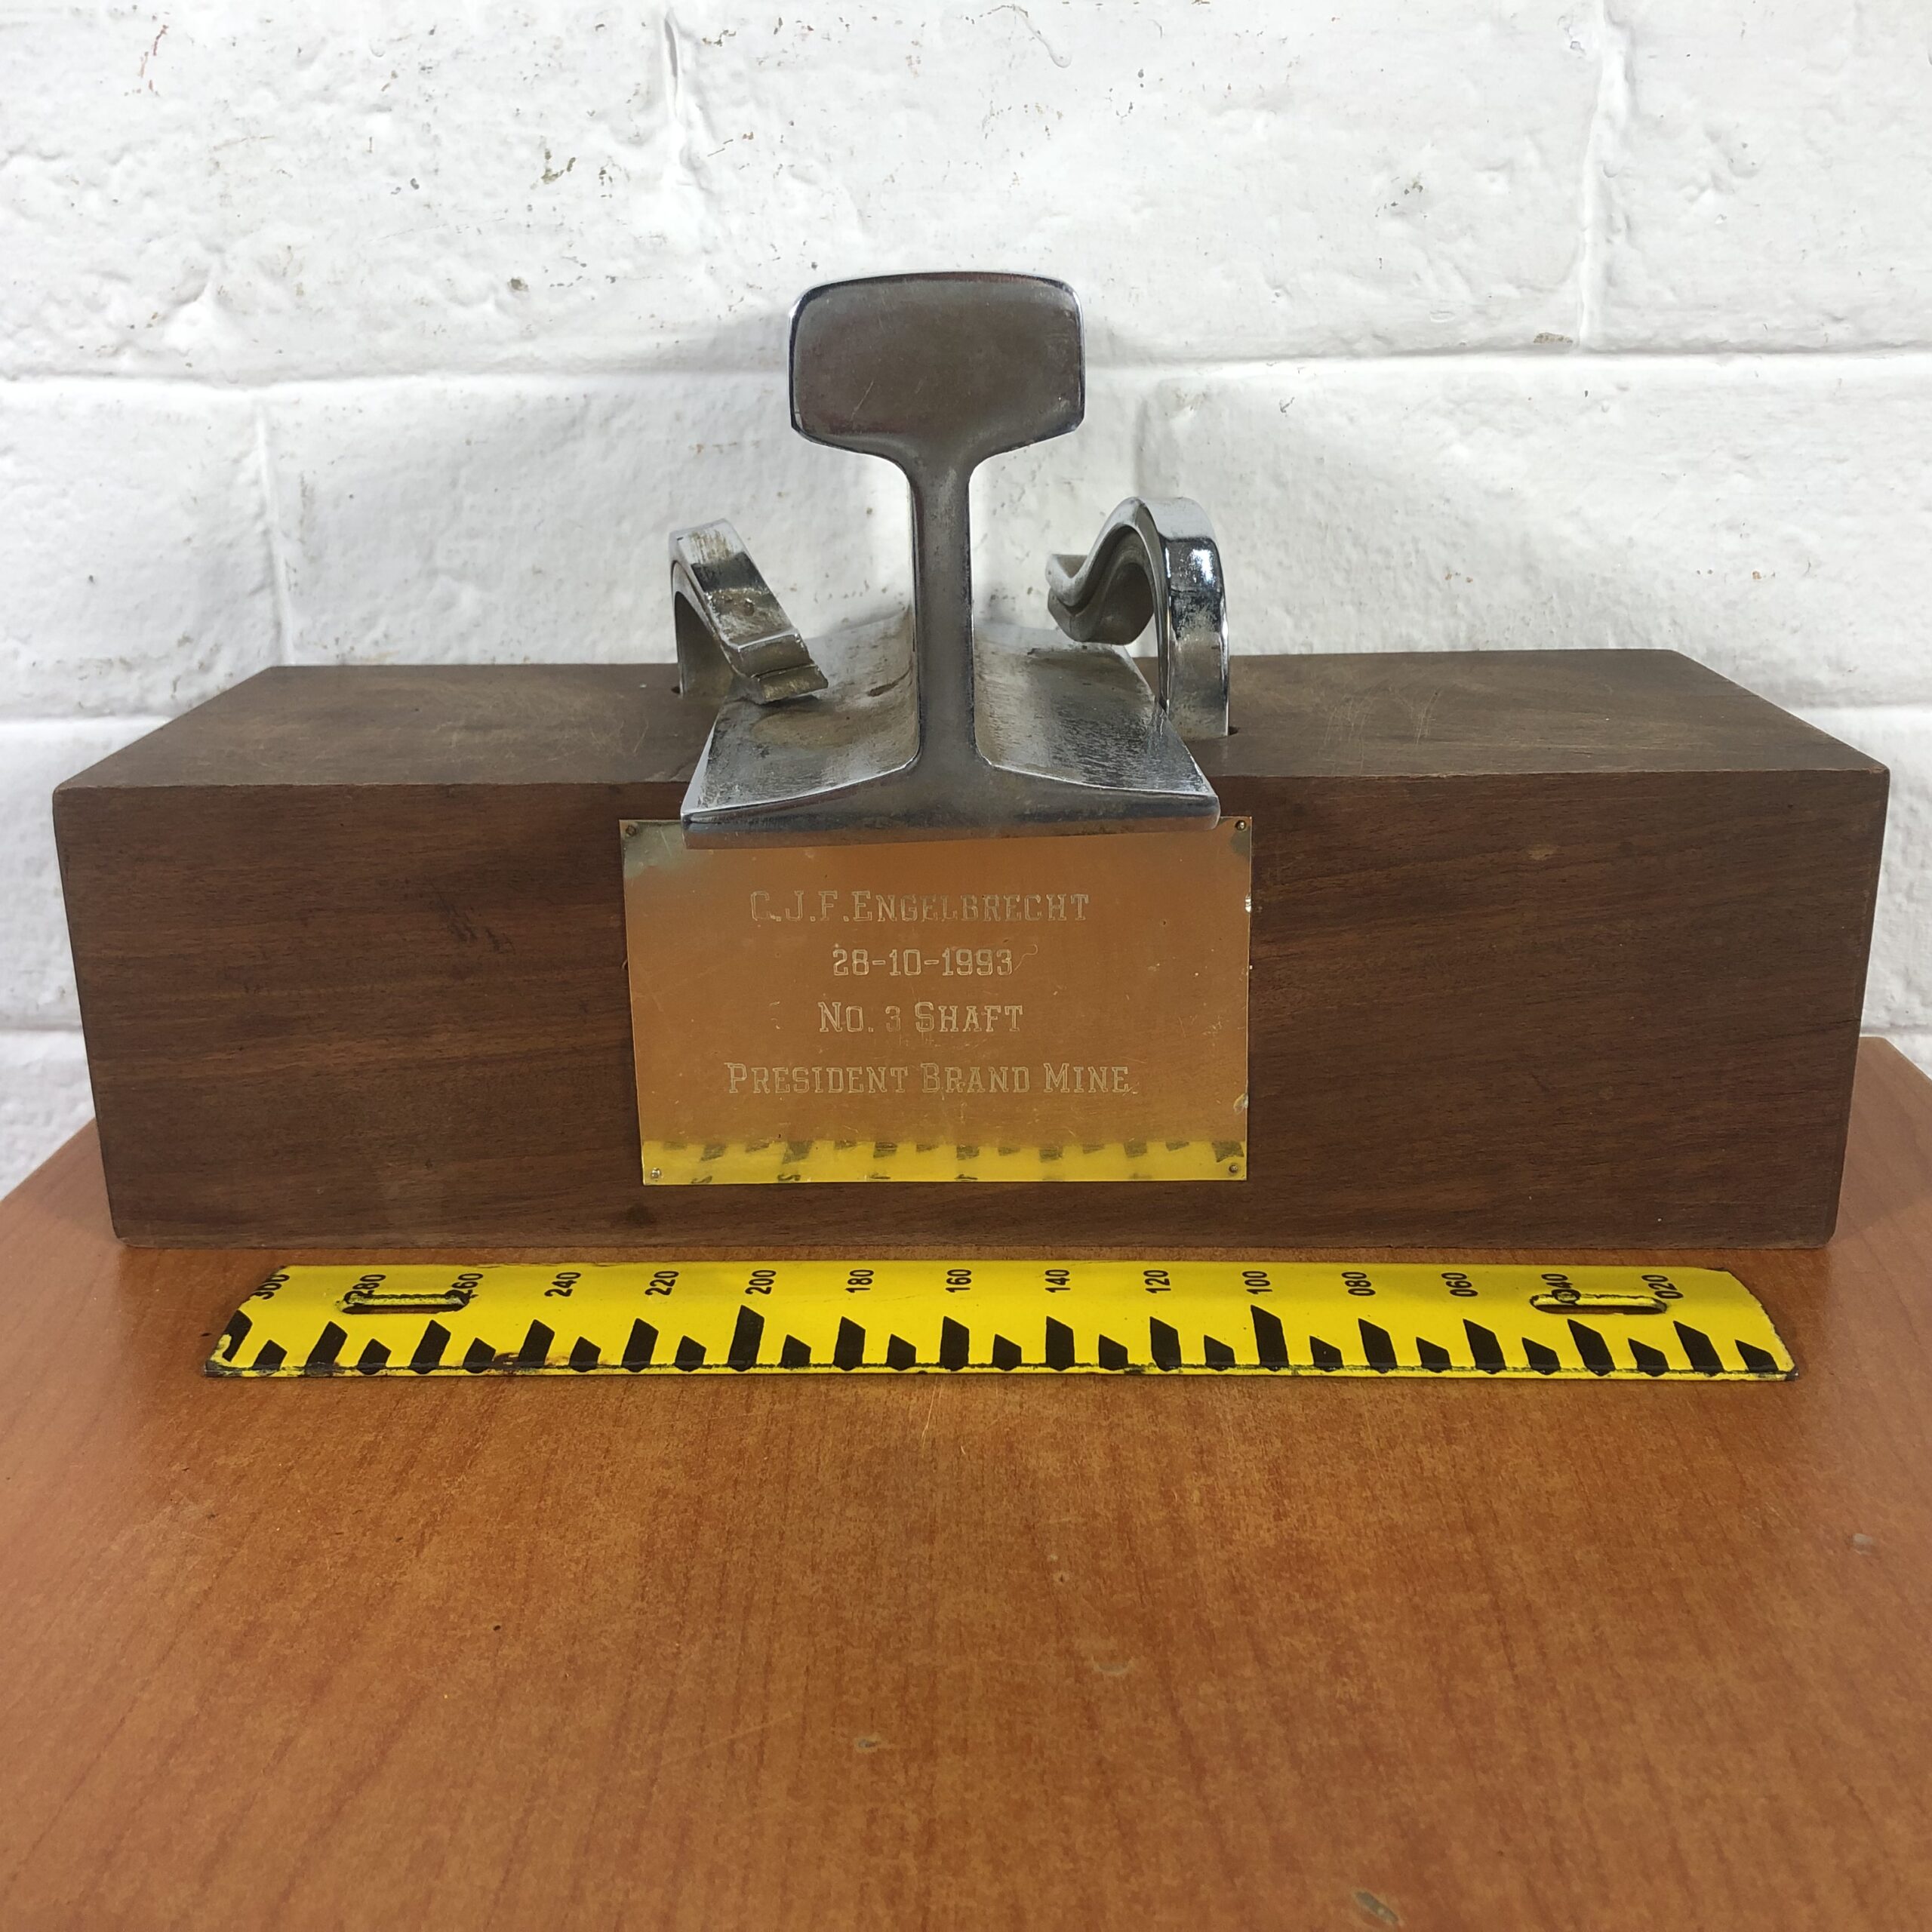 C.J.F. ENGELBRECHT
28-10-1993
NO. 3 SHAFT
PRESIDENT BRAND MINE
300 280 260 240 220 200 180 160 140 120 100 080 060 040 020